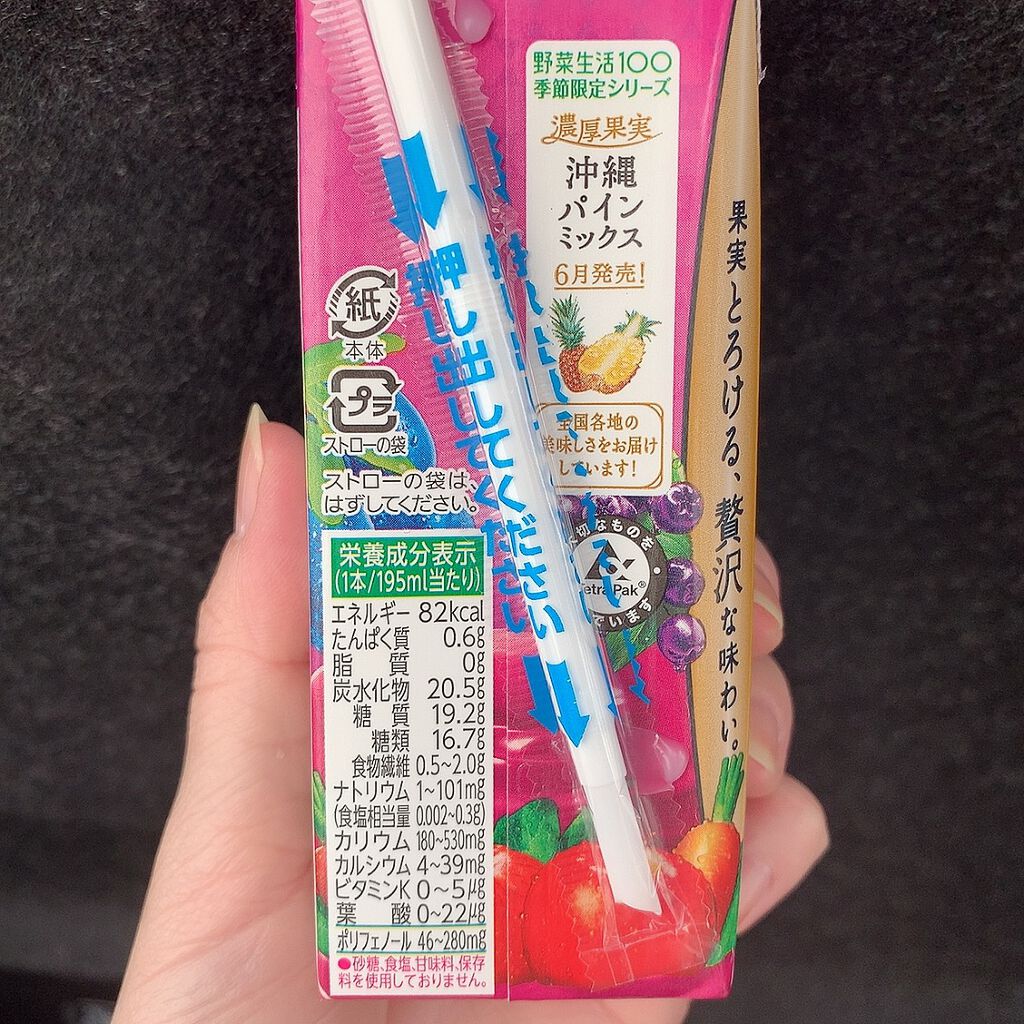 野菜生活100
季節限定シリーズ
濃厚果実
沖縄
パイン
ミックス
6月発売!
全国各地の
美味しさをお届け
しています!
果実とろける、贅沢な味わい。
押し出してください
紙
本体
プラ
ストローの袋
ストローの袋は、
はずしてください。
切なものを
Tetra Pak®
でいます
栄養成分表示
(1本/195ml当たり)
エネルギー 82kcal
たんぱく質 0.6g
脂質 0g
炭水化物 20.5g
糖質 19.2g
糖類 16.7g
食物繊維 0.5~2.0g
ナトリウム 1~101mg
(食塩相当量 0.002~0.3g)
カリウム 180~530mg
カルシウム 4~39mg
ビタミンK 0~5μg
葉酸 0~22μg
ポリフェノール 46~280mg
●砂糖、食塩、甘味料、保存
料を使用しておりません。